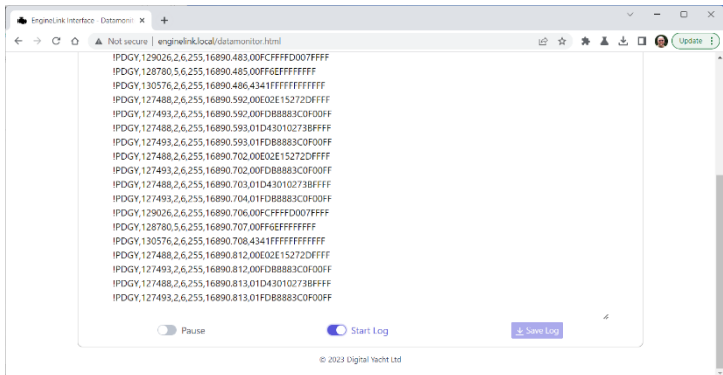 EngineLink Interface - Datamonit
Not secure | enginelink.local/datamonitor.html
Update
!PDGY,129026,2,6,255,16890.483,00FCFFFFD007FFFF
!PDGY,128780,5,6,255,16890.485,00FF6EFFFFFFFF
!PDGY,130576,2,6,255,16890.486,4341FFFFFFFFFFFF
!PDGY,127488,2,6,255,16890.592,00E02E15272DFFFF
!PDGY,127493,2,6,255,16890.592,00FDB8883C0F00FF
!PDGY,127488,2,6,255,16890.593,01D43010273BFFFF
!PDGY,127493,2,6,255,16890.593,01FDB8883C0F00FF
!PDGY,127488,2,6,255,16890.702,00E02E15272DFFFF
!PDGY,127493,2,6,255,16890.702,00FDB8883C0F00FF
!PDGY,127488,2,6,255,16890.703,01D43010273BFFFF
!PDGY,127493,2,6,255,16890.704,01FDB8883C0F00FF
!PDGY,129026,2,6,255,16890.706,00FCFFFFD007FFFF
!PDGY,128780,5,6,255,16890.707,00FF6EFFFFFFFF
!PDGY,130576,2,6,255,16890.708,4341FFFFFFFFFFFF
!PDGY,127488,2,6,255,16890.812,00E02E15272DFFFF
!PDGY,127493,2,6,255,16890.812,00FDB8883C0F00FF
!PDGY,127488,2,6,255,16890.813,01D43010273BFFFF
!PDGY,127493,2,6,255,16890.813,01FDB8883C0F00FF
Pause
Start Log
Save Log
© 2023 Digital Yacht Ltd